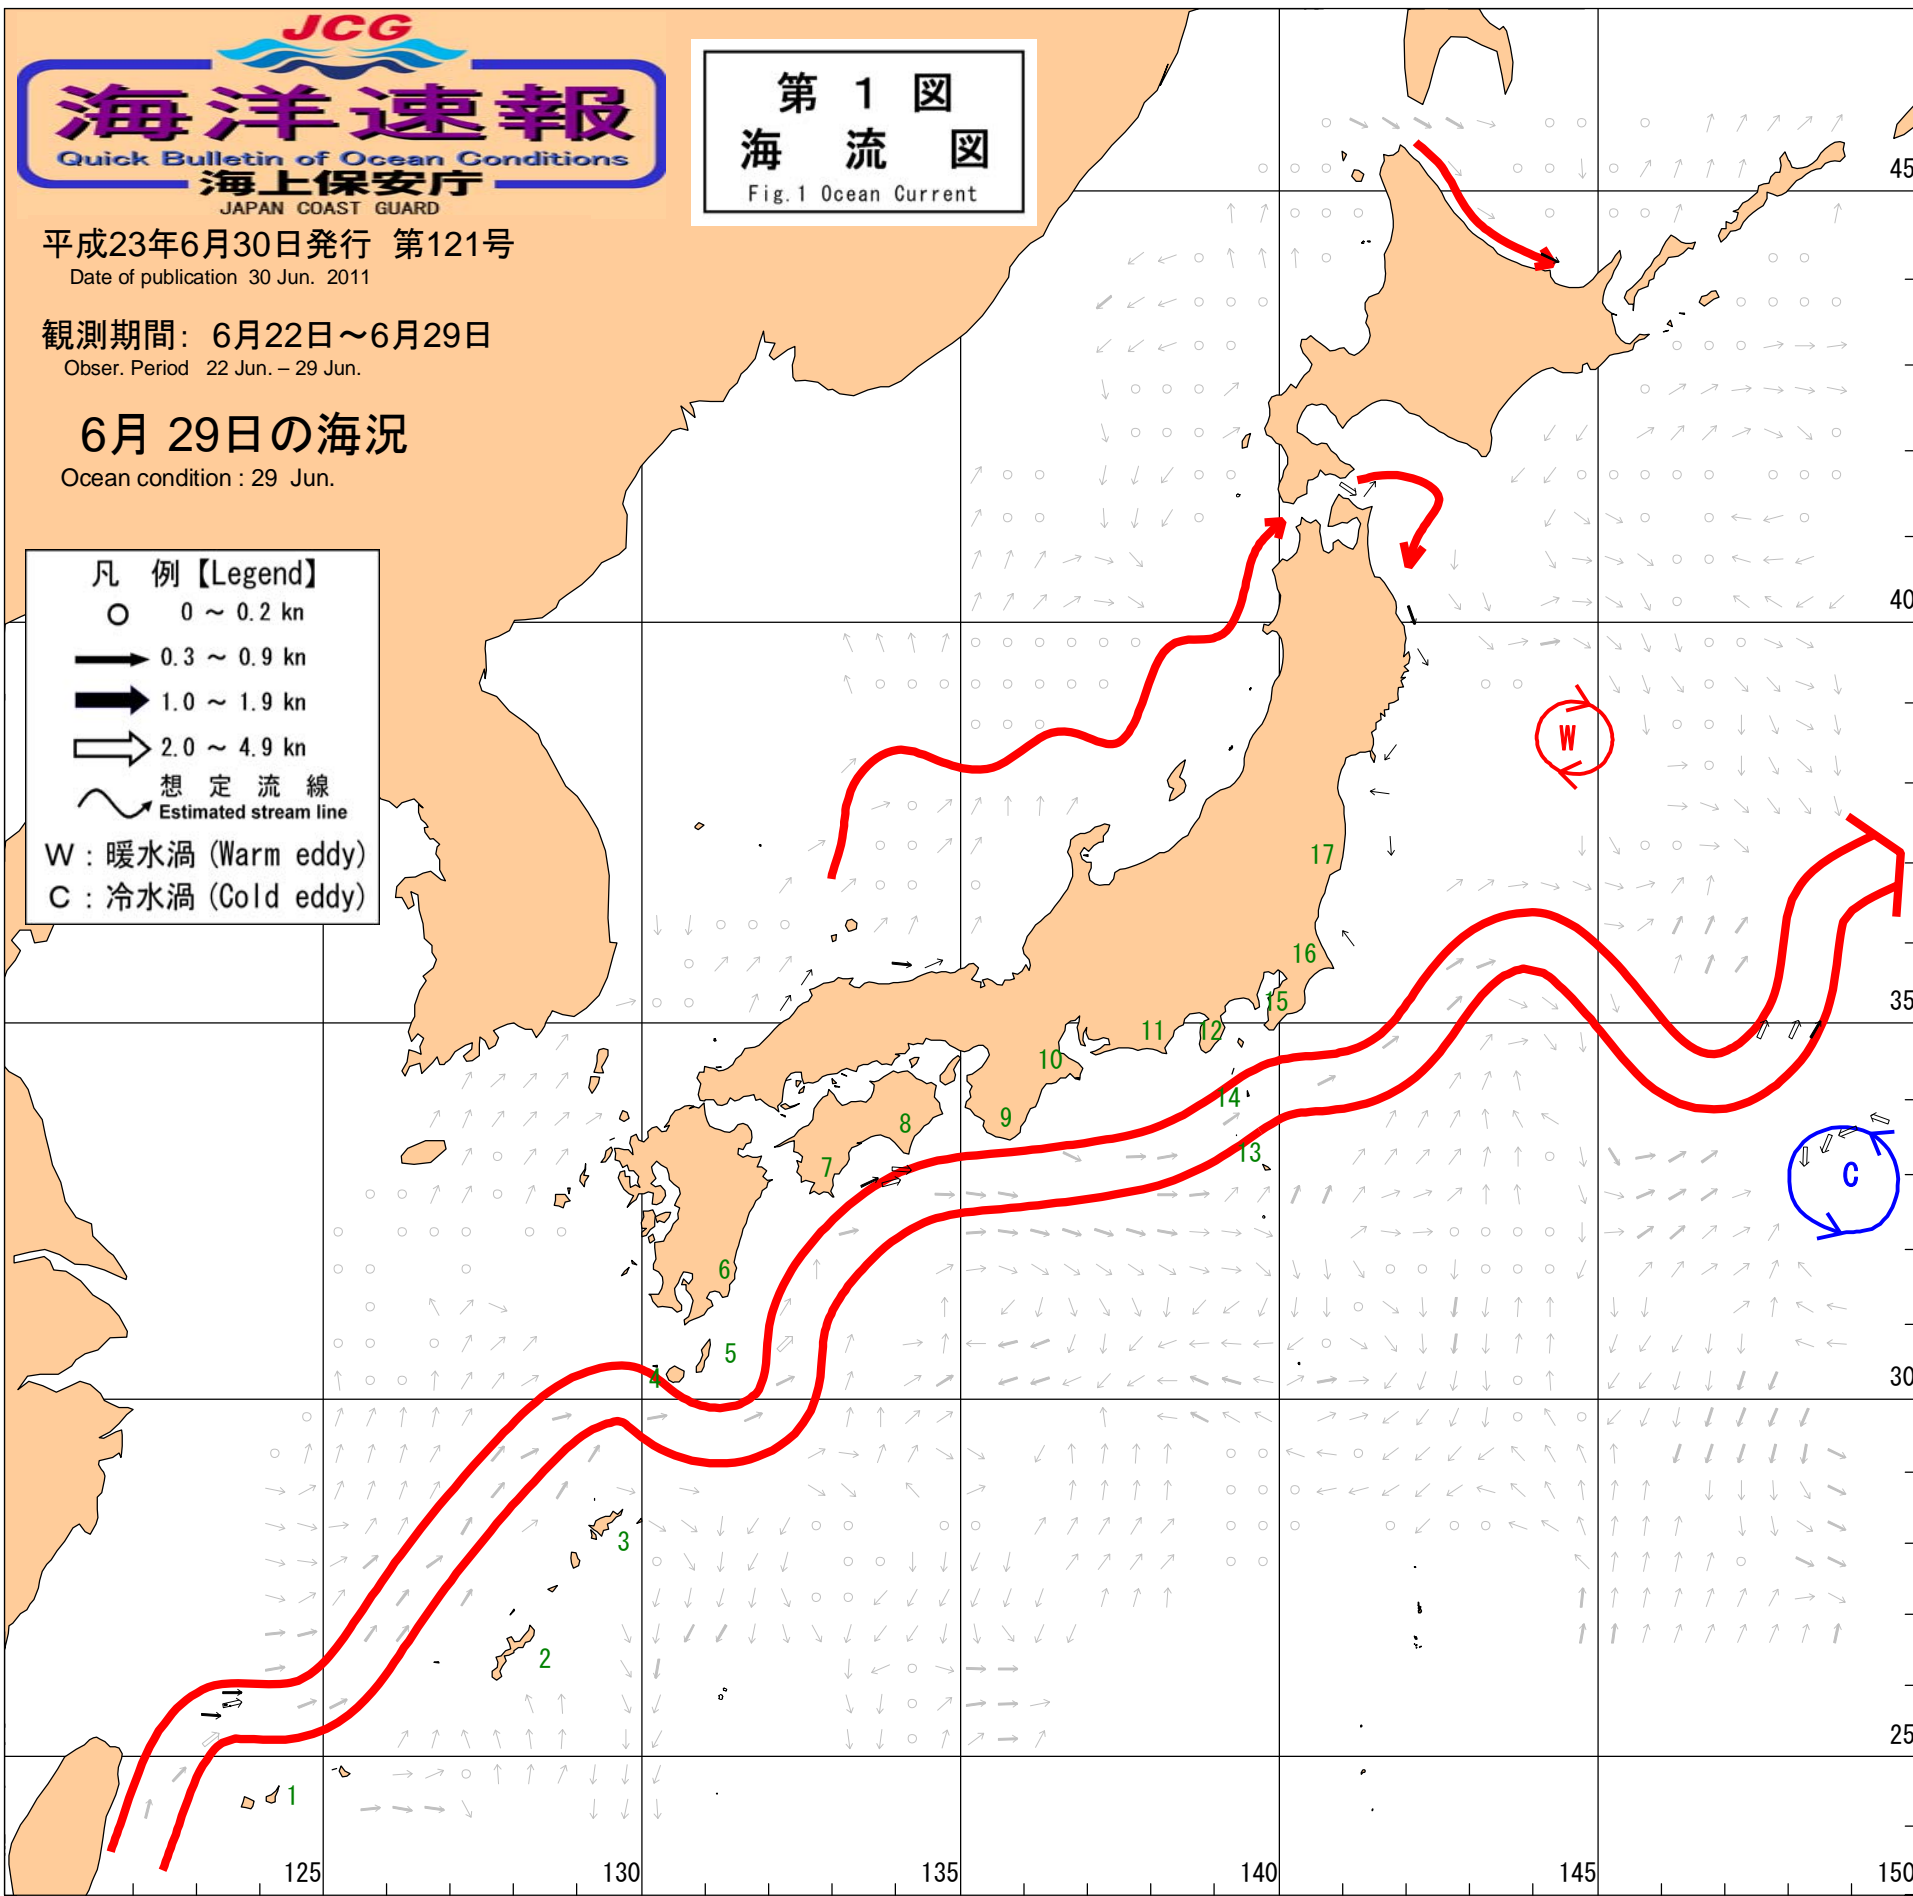 JCG
海洋速報
Quick Bulletin of Ocean Conditions
海上保安庁
JAPAN COAST GUARD
第 1 図
海 流 図
Fig.1 Ocean Current
平成23年6月30日発行 第121号
Date of publication 30 Jun. 2011
観測期間: 6月22日～6月29日
Obser. Period 22 Jun. – 29 Jun.
6月 29日の海況
Ocean condition : 29 Jun.
凡 例【Legend】
0 ～ 0.2 kn
0.3 ～ 0.9 kn
1.0 ～ 1.9 kn
2.0 ～ 4.9 kn
想 定 流 線
Estimated stream line
W : 暖水渦 (Warm eddy)
C : 冷水渦 (Cold eddy)
45
40
W
17
16
35
15
12
11
10
14
9
8
13
7
C
6
5
4
30
3
2
25
1
125
130
135
140
145
150